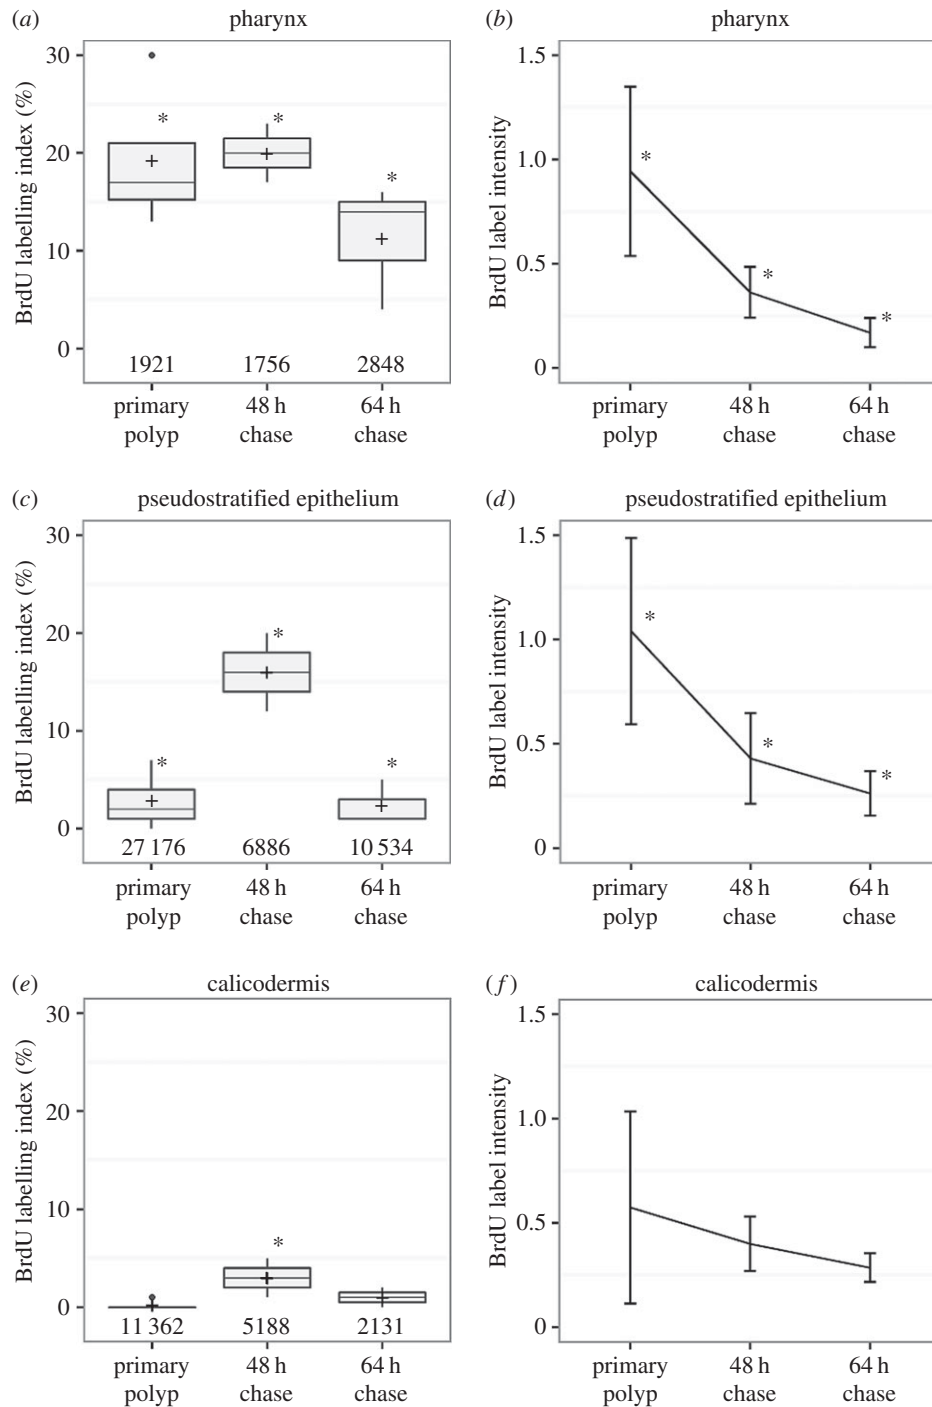 (a) pharynx
BrdU labelling index (%)
30
20
10
0
*
*
*
1921 1756 2848
primary 48 h 64 h
polyp chase chase
(b) pharynx
BrdU label intensity
1.5
1.0
0.5
0
*
*
*
primary 48 h 64 h
polyp chase chase
(c) pseudostratified epithelium
BrdU labelling index (%)
30
20
10
0
*
*
*
27 176 6886 10 534
primary 48 h 64 h
polyp chase chase
(d) pseudostratified epithelium
BrdU label intensity
1.5
1.0
0.5
0
*
*
*
primary 48 h 64 h
polyp chase chase
(e) calicodermis
BrdU labelling index (%)
30
20
10
0
*
11 362 5188 2131
primary 48 h 64 h
polyp chase chase
(f) calicodermis
BrdU label intensity
1.5
1.0
0.5
0
primary 48 h 64 h
polyp chase chase